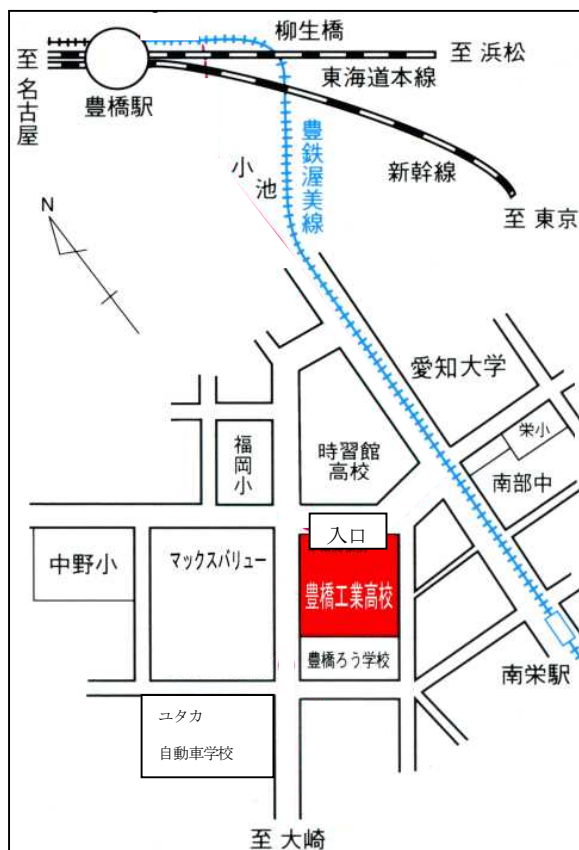 柳生橋
至 浜松
至 名古屋
東海道本線
豊橋駅
豊鉄渥美線
小池
新幹線
至 東京
N
愛知大学
栄小
福岡小
時習館
高校
南部中
入口
中野小
マックスバリュー
豊橋工業高校
豊橋ろう学校
南栄駅
ユタカ
自動車学校
至 大崎